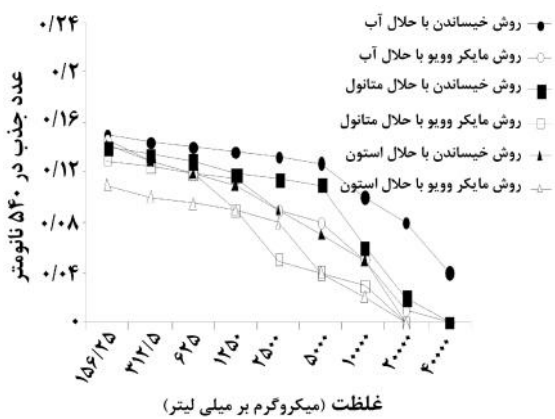 ۰/۲۴
۰/۲
۰/۱۶
۰/۱۲
۰/۰۸
۰/۰۴
۰
عدد جذب در ۵۴۰ نانومتر
روش خیساندن با حلال آب
روش مایکر وویو با حلال آب
روش خیساندن با حلال متانول
روش مایکر وویو با حلال متانول
روش خیساندن با حلال استون
روش مایکر وویو با حلال استون
۱۵۶/۲۵
۳۱۲/۵
۶۲۵
۱۲۵۰
۲۵۰۰
۵۰۰۰
۱۰۰۰۰
۲۰۰۰۰
۴۰۰۰۰
غلظت (میکروگرم بر میلی لیتر)